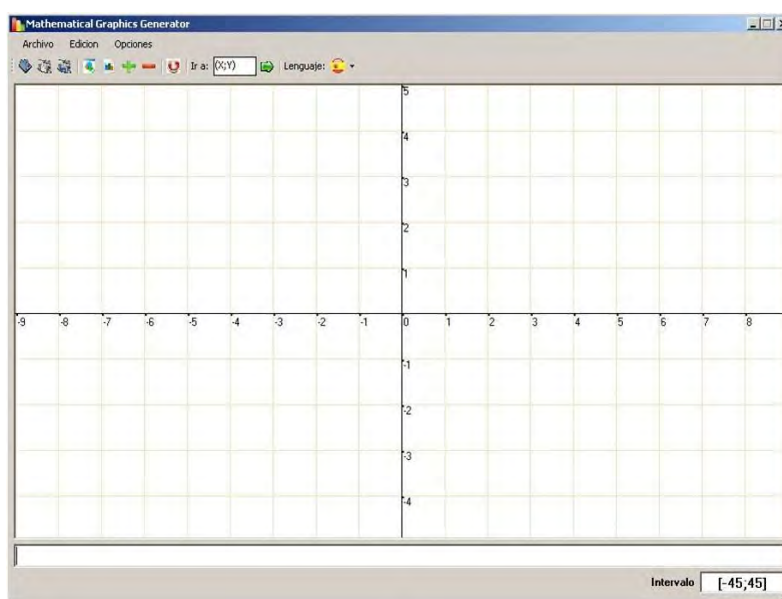 Mathematical Graphics Generator
Archivo Edicion Opciones
Ir a: (X;Y) Lenguaje:
5
4
3
2
1
-9 -8 -7 -6 -5 -4 -3 -2 -1 0 1 2 3 4 5 6 7 8
-1
-2
-3
-4
Intervalo [-45;45]